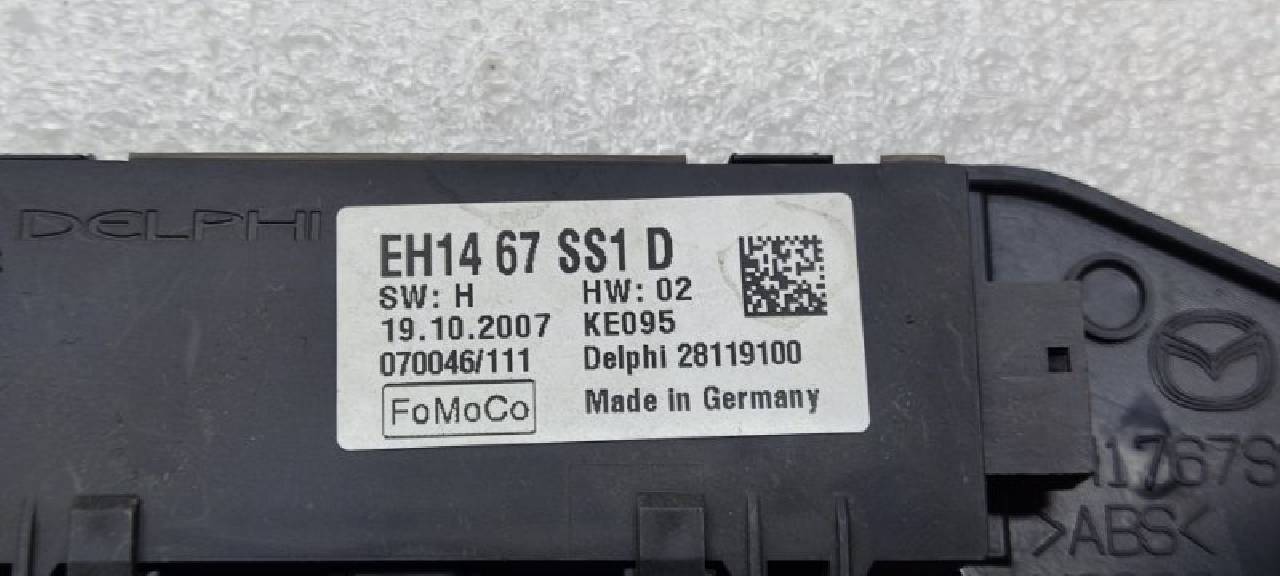 DELPHI
EH14 67 SS1 D
SW: H HW: 02
19.10.2007 KE095
070046/111 Delphi 28119100
FoMoCo Made in Germany
>ABS<